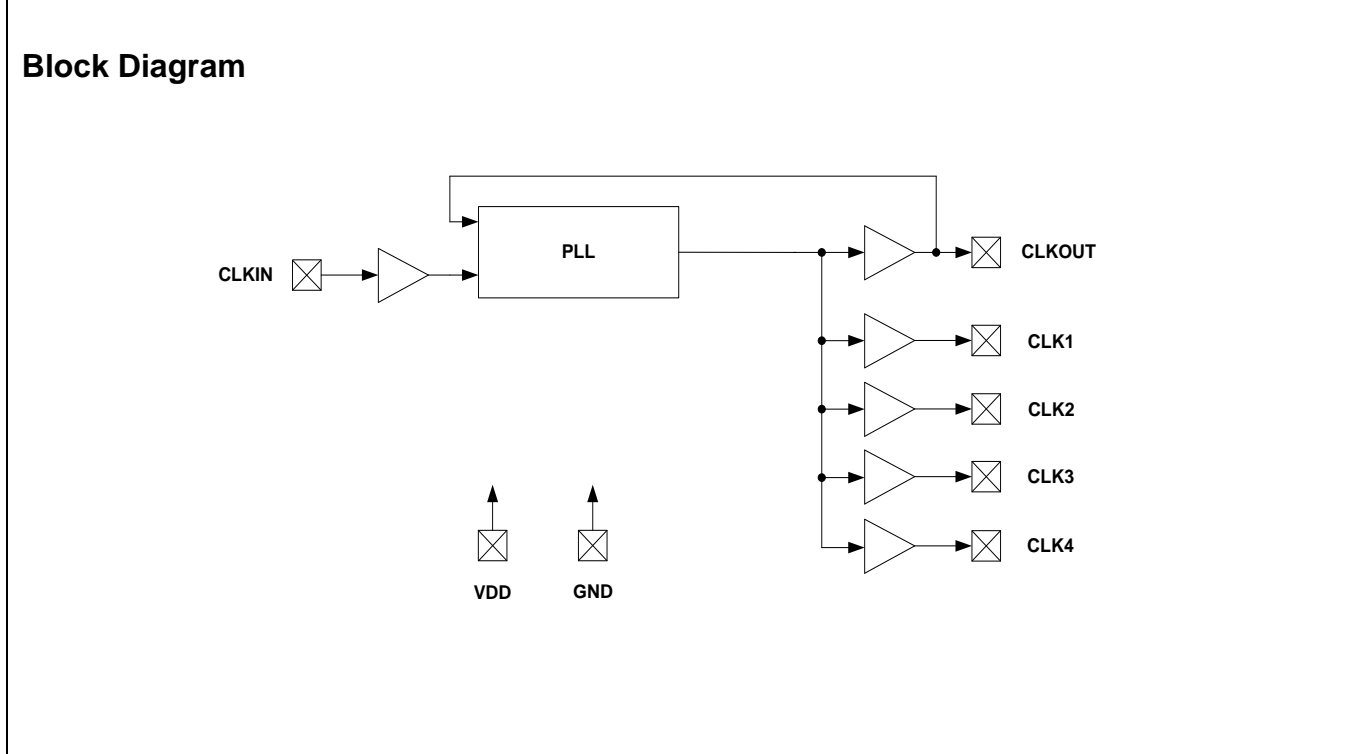 Block Diagram
PLL
CLKOUT
CLKIN
CLK1
CLK2
CLK3
CLK4
VDD
GND